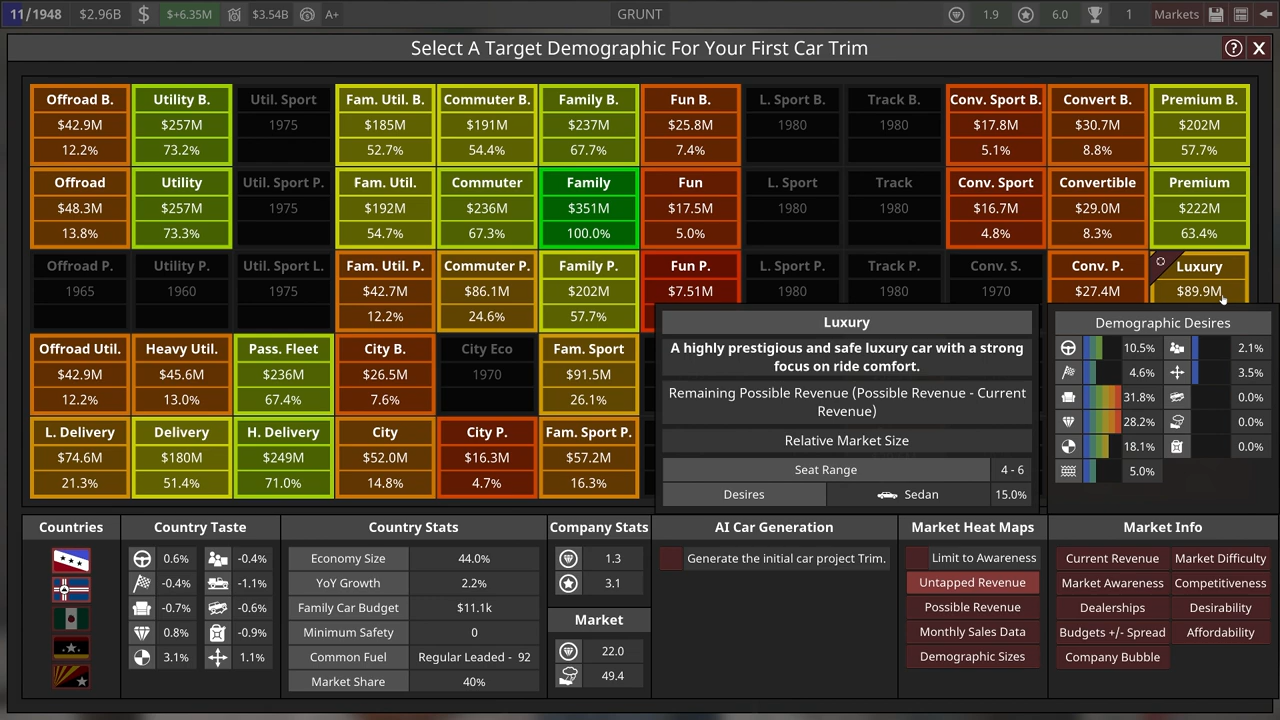 11/1948 $2.96B $+6.35M $3.54B A+ GRUNT 1.9 6.0 1 Markets
Select A Target Demographic For Your First Car Trim
Offroad B. Utility B. Util. Sport Fam. Util. B. Commuter B. Family B. Fun B. L. Sport B. Track B. Conv. Sport B. Convert B. Premium B.
$42.9M $257M 1975 $185M $191M $237M $25.8M 1980 1980 $17.8M $30.7M $202M
12.2% 73.2% 52.7% 54.4% 67.7% 7.4% 5.1% 8.8% 57.7%
Offroad Utility Util. Sport P. Fam. Util. Commuter Family Fun L. Sport Track Conv. Sport Convertible Premium
$48.3M $257M 1975 $192M $236M $351M $17.5M 1980 1980 $16.7M $29.0M $222M
13.8% 73.3% 54.7% 67.3% 100.0% 5.0% 4.8% 8.3% 63.4%
Offroad P. Utility P. Util. Sport L. Fam. Util. P. Commuter P. Family P. Fun P. L. Sport P. Track P. Conv. S. Conv. P. Luxury
1965 1960 1975 $42.7M $86.1M $202M $7.51M 1980 1980 1970 $27.4M $89.9M
12.2% 24.6% 57.7%
Offroad Util. Heavy Util. Pass. Fleet City B. City Eco Fam. Sport
$42.9M $45.6M $236M $26.5M 1970 $91.5M
12.2% 13.0% 67.4% 7.6% 26.1%
L. Delivery Delivery H. Delivery City City P. Fam. Sport P.
$74.6M $180M $249M $52.0M $16.3M $57.2M
21.3% 51.4% 71.0% 14.8% 4.7% 16.3%
Luxury
A highly prestigious and safe luxury car with a strong
focus on ride comfort.
Remaining Possible Revenue (Possible Revenue - Current
Revenue)
Relative Market Size
Seat Range 4 - 6
Desires Sedan 15.0%
Demographic Desires
10.5% 2.1%
4.6% 3.5%
31.8% 0.0%
28.2% 0.0%
18.1% 0.0%
5.0%
Countries
Country Taste
0.6% -0.4%
-0.4% -1.1%
-0.7% -0.6%
0.8% -0.9%
3.1% 1.1%
Country Stats
Economy Size 44.0%
YoY Growth 2.2%
Family Car Budget $11.1k
Minimum Safety 0
Common Fuel Regular Leaded - 92
Market Share 40%
Company Stats
1.3
3.1
Market
22.0
49.4
AI Car Generation
Generate the initial car project Trim.
Market Heat Maps
Limit to Awareness
Untapped Revenue
Possible Revenue
Monthly Sales Data
Demographic Sizes
Market Info
Current Revenue Market Difficulty
Market Awareness Competitiveness
Dealerships Desirability
Budgets +/- Spread Affordability
Company Bubble